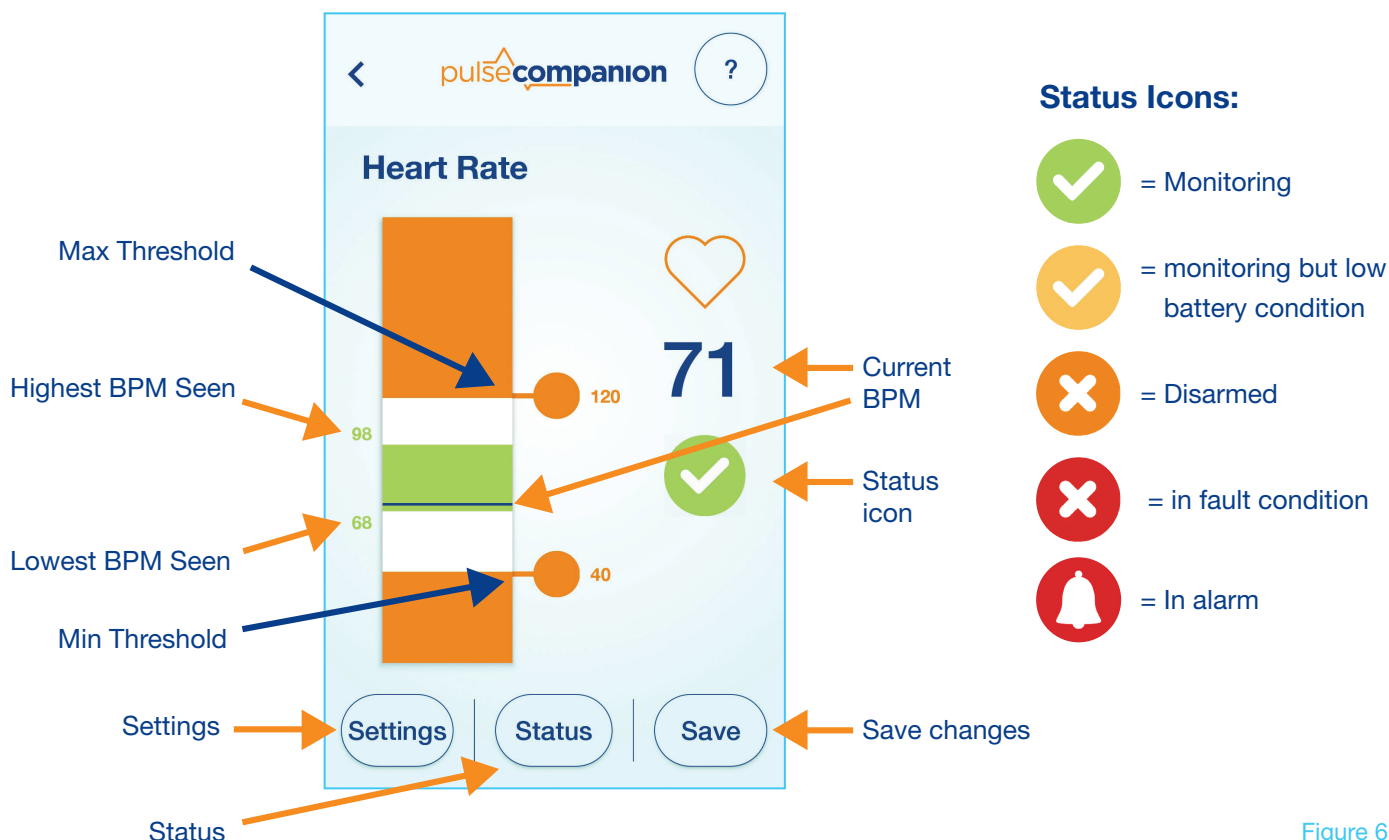 pulsecompanion
?
Heart Rate
Max Threshold
Highest BPM Seen
98
68
Lowest BPM Seen
Min Threshold
120
40
71
Current
BPM
Status
icon
Settings
Settings
Status
Status
Save
Save changes
Status Icons:
= Monitoring
= monitoring but low
battery condition
= Disarmed
= in fault condition
= In alarm
Figure 6